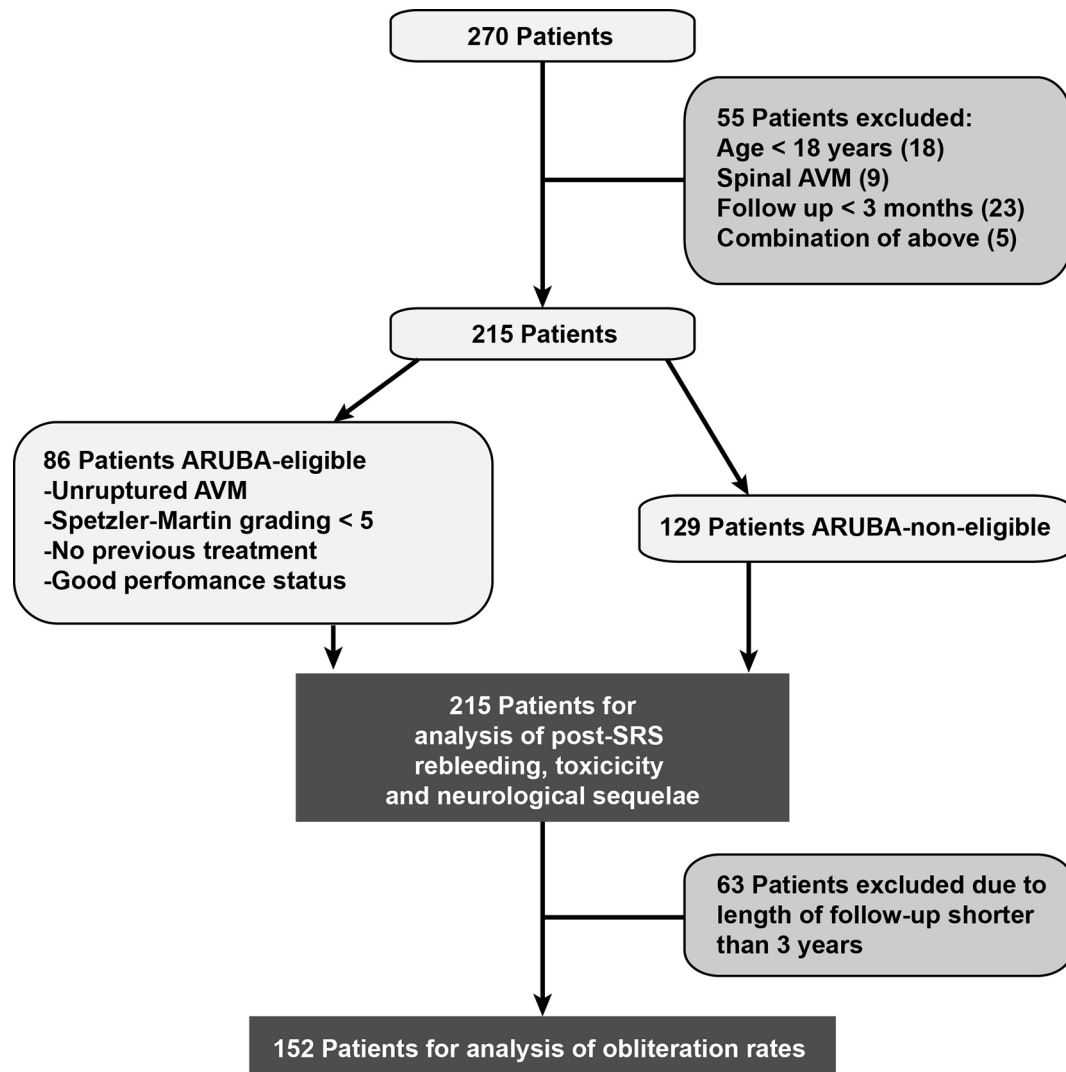 270 Patients
55 Patients excluded:
Age < 18 years (18)
Spinal AVM (9)
Follow up < 3 months (23)
Combination of above (5)
215 Patients
86 Patients ARUBA-eligible
-Unruptured AVM
-Spetzler-Martin grading < 5
-No previous treatment
-Good perfomance status
129 Patients ARUBA-non-eligible
215 Patients for
analysis of post-SRS
rebleeding, toxicicity
and neurological sequelae
63 Patients excluded due to
length of follow-up shorter
than 3 years
152 Patients for analysis of obliteration rates